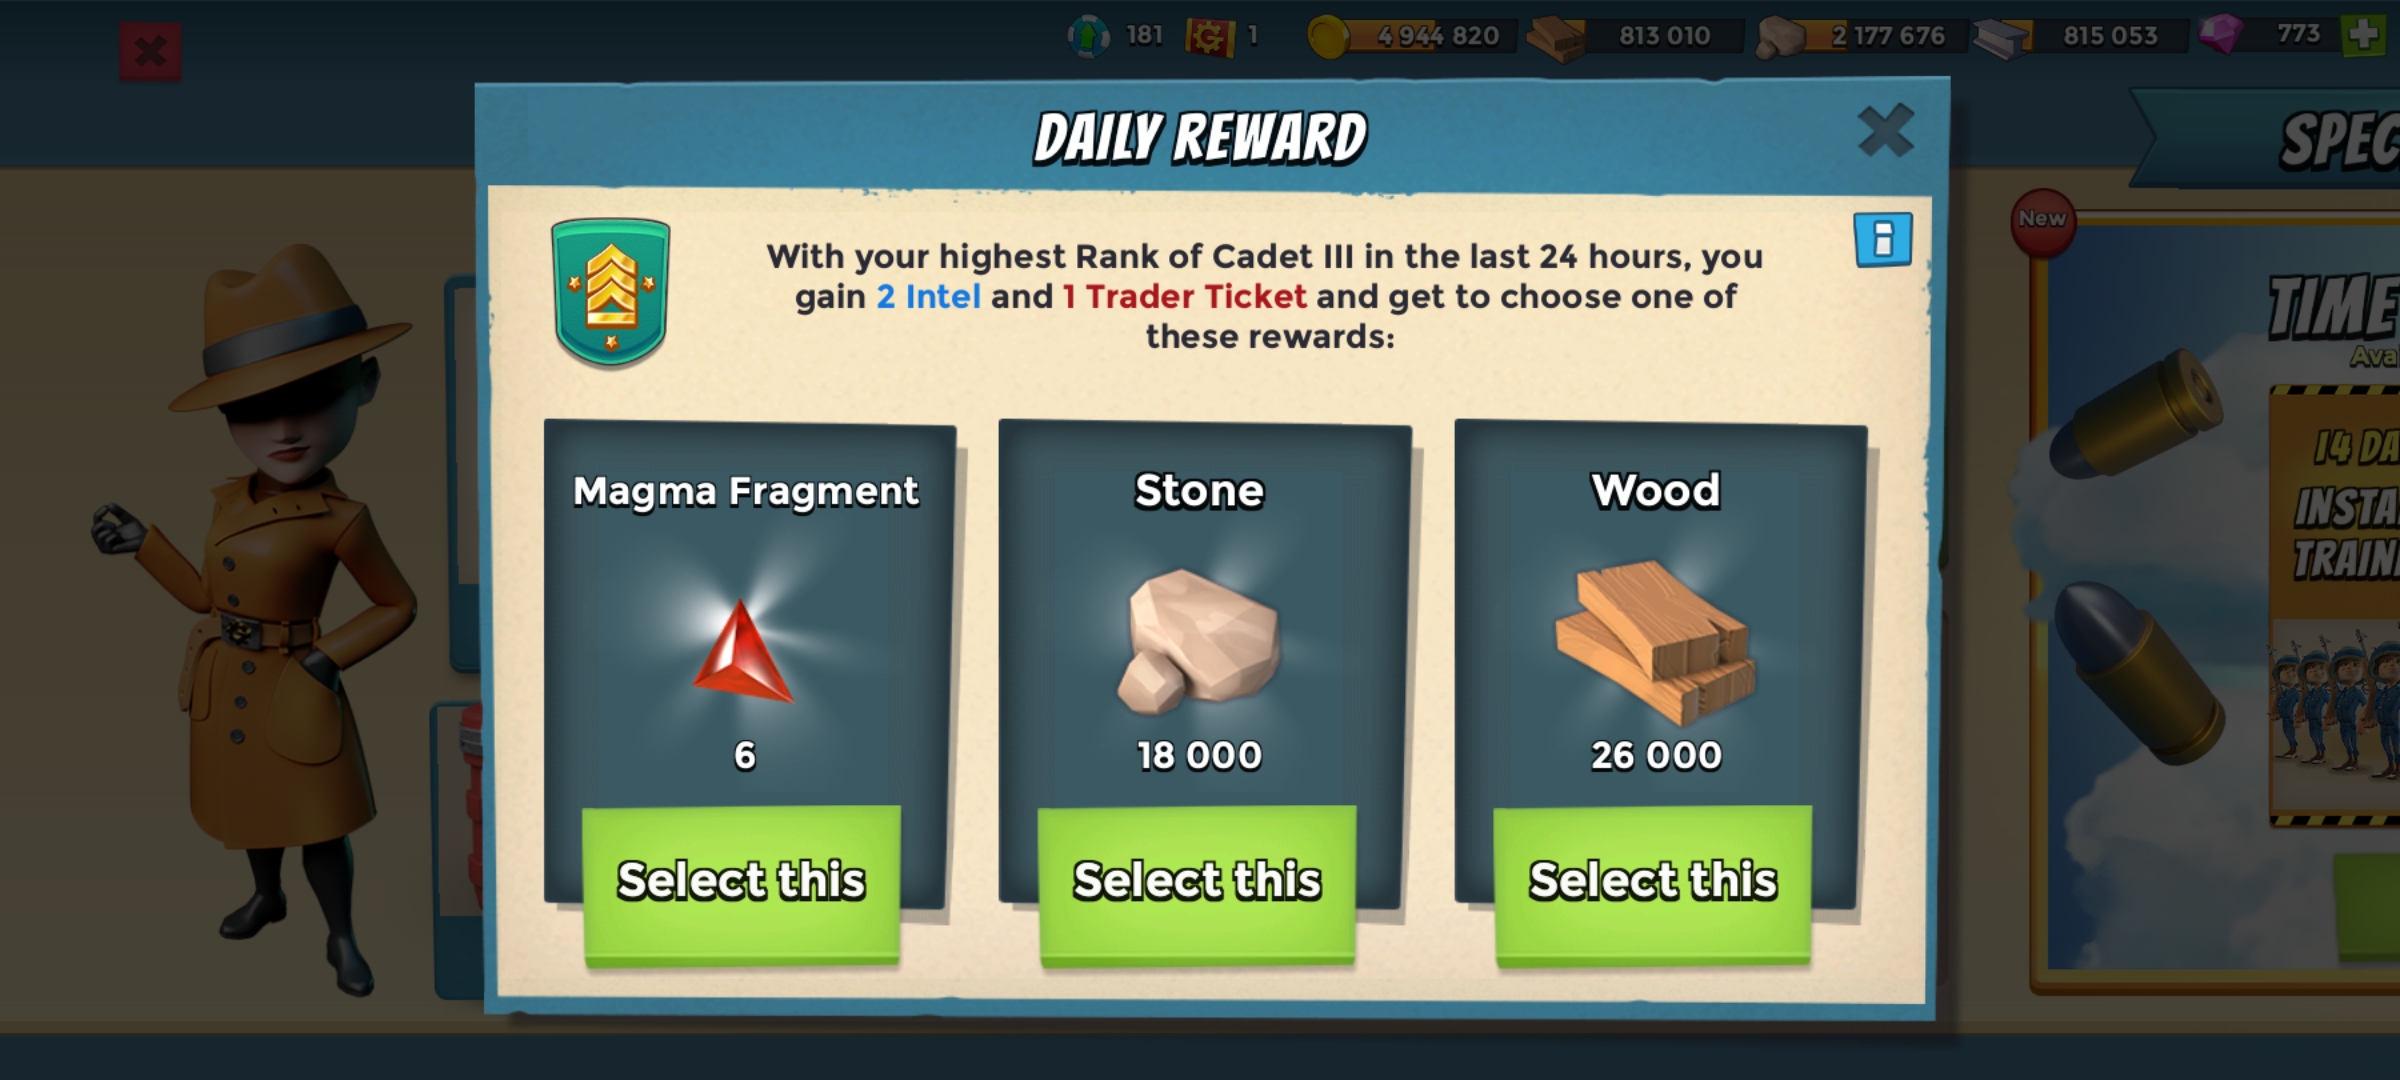 181
1
4 944 820
813 010
2 177 676
815 053
773
DAILY REWARD
With your highest Rank of Cadet III in the last 24 hours, you
gain 2 Intel and 1 Trader Ticket and get to choose one of
these rewards:
Magma Fragment
6
Select this
Stone
18 000
Select this
Wood
26 000
Select this
SPEC
New
TIME
Ava
14 DA
INSTA
TRAIN